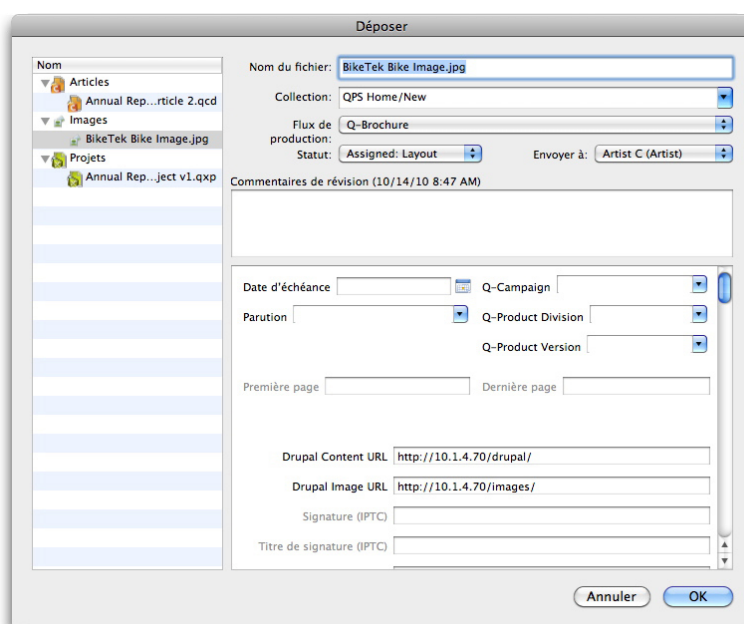 Déposer
Nom
Articles
Annual Rep...rticle 2.qcd
Images
BikeTek Bike Image.jpg
Projets
Annual Rep...ject v1.qxp
Nom du fichier: BikeTek Bike Image.jpg
Collection: QPS Home/New
Flux de production: Q-Brochure
Statut: Assigned: Layout Envoyer à: Artist C (Artist)
Commentaires de révision (10/14/10 8:47 AM)
Date d'échéance Q-Campaign
Parution Q-Product Division
Q-Product Version
Première page Dernière page
Drupal Content URL http://10.1.4.70/drupal/
Drupal Image URL http://10.1.4.70/images/
Signature (IPTC)
Titre de signature (IPTC)
Annuler OK